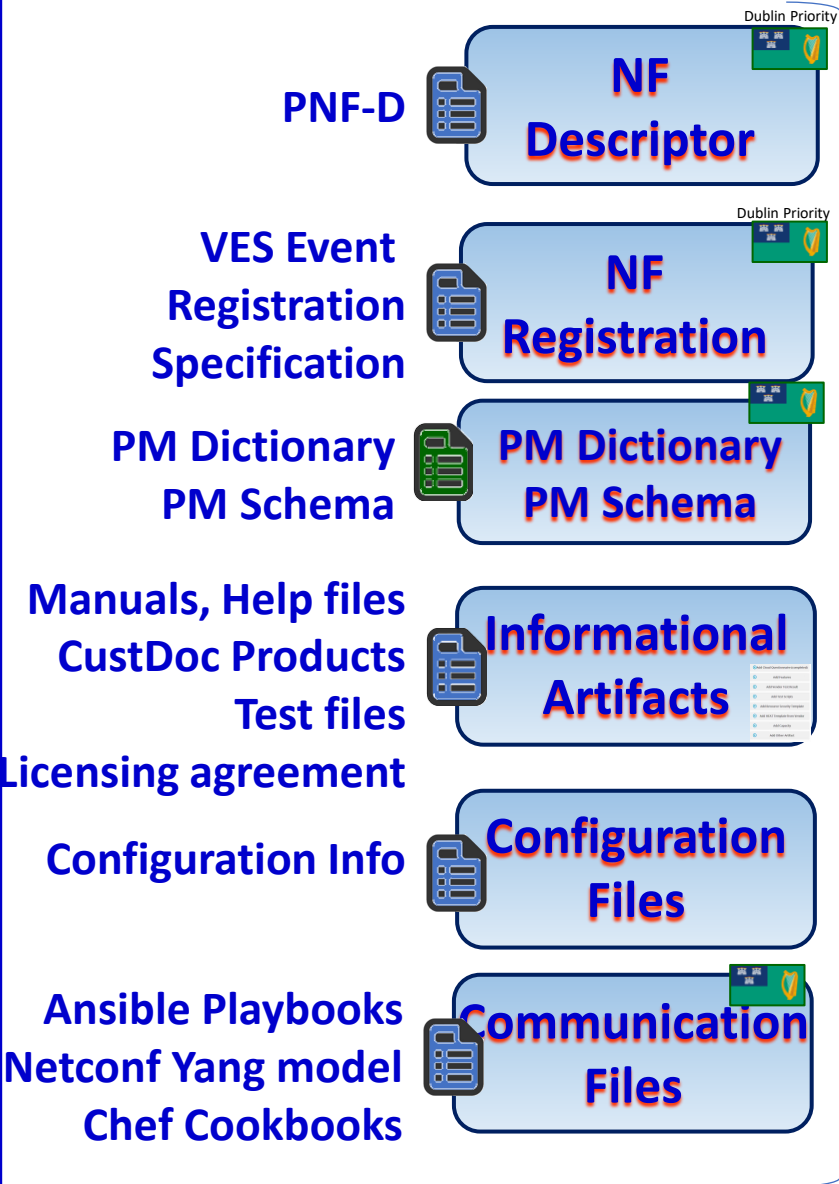 Dublin Priority
PNF-D
NF
Descriptor
Dublin Priority
VES Event
Registration
Specification
NF
Registration
PM Dictionary
PM Schema
PM Dictionary
PM Schema
Manuals, Help files
CustDoc Products
Test files
Licensing agreement
Informational
Artifacts
Configuration Info
Configuration
Files
Ansible Playbooks
Netconf Yang model
Chef Cookbooks
Communication
Files